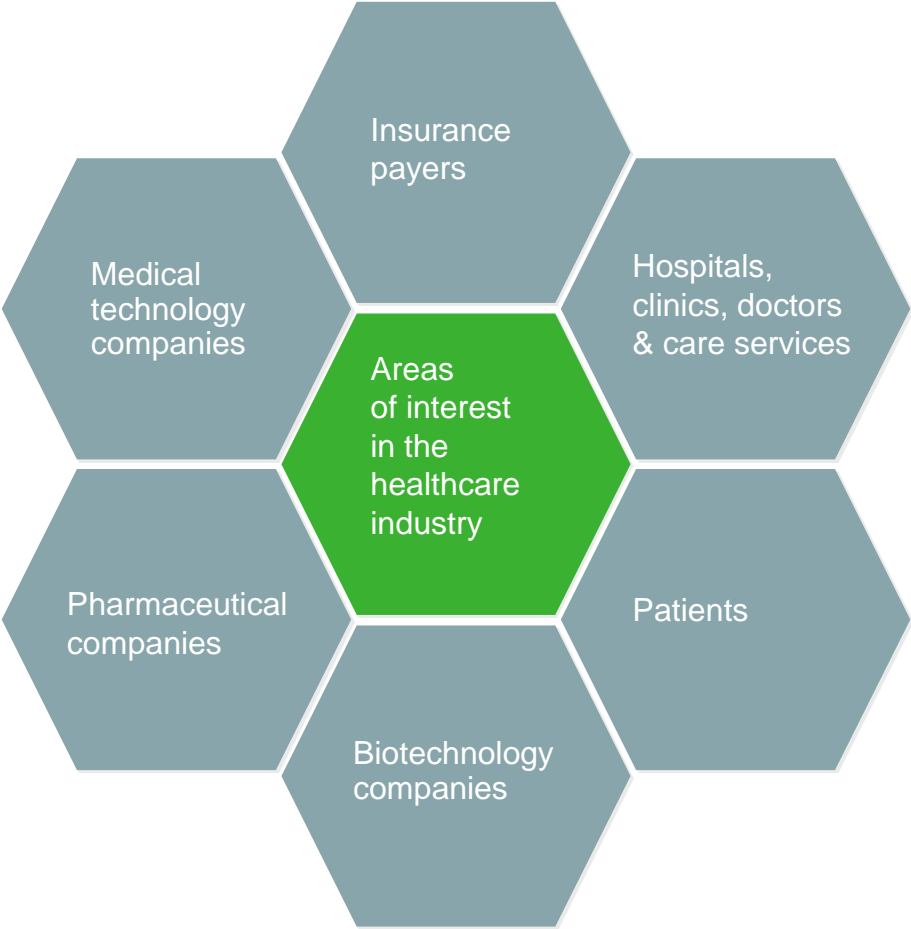 Insurance
payers
Hospitals,
clinics, doctors
& care services
Medical
technology
companies
Areas
of interest
in the
healthcare
industry
Pharmaceutical
companies
Patients
Biotechnology
companies